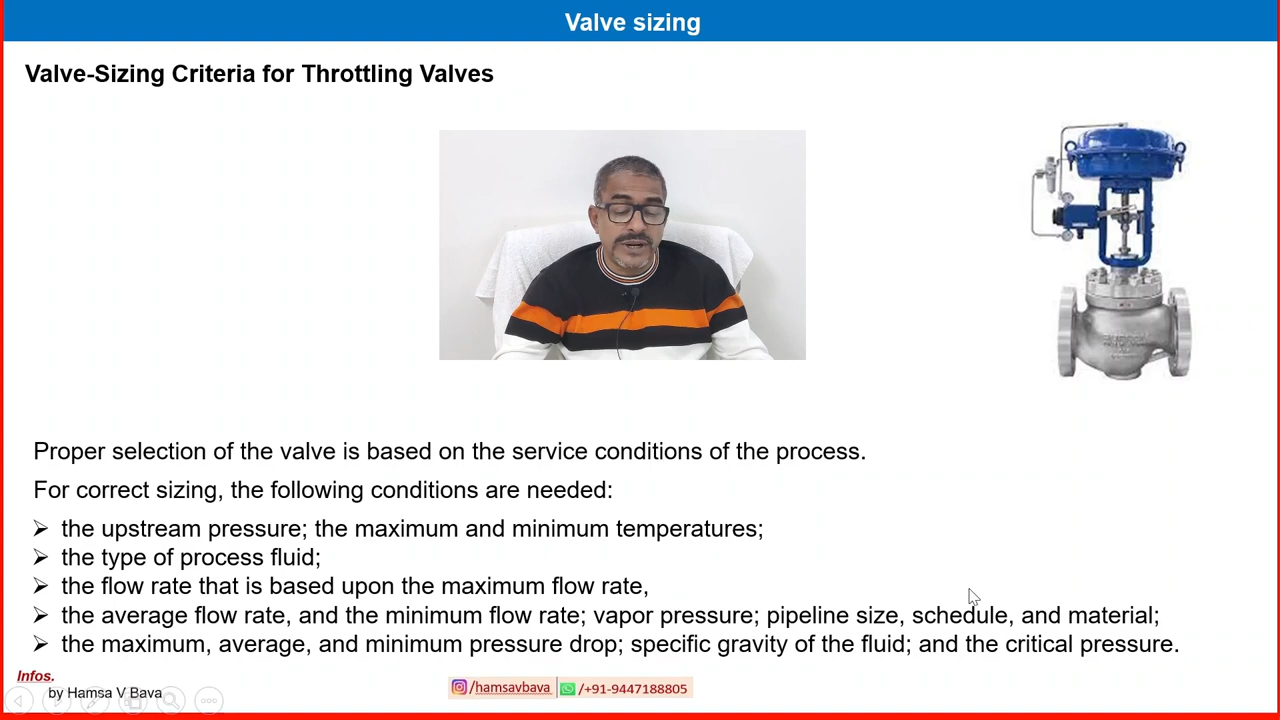 Valve sizing
Valve-Sizing Criteria for Throttling Valves
Proper selection of the valve is based on the service conditions of the process.
For correct sizing, the following conditions are needed:
➢ the upstream pressure; the maximum and minimum temperatures;
➢ the type of process fluid;
➢ the flow rate that is based upon the maximum flow rate,
➢ the average flow rate, and the minimum flow rate; vapor pressure; pipeline size, schedule, and material;
➢ the maximum, average, and minimum pressure drop; specific gravity of the fluid; and the critical pressure.
Infos.
by Hamsa V Bava
/hamsavbava
/+91-9447188805